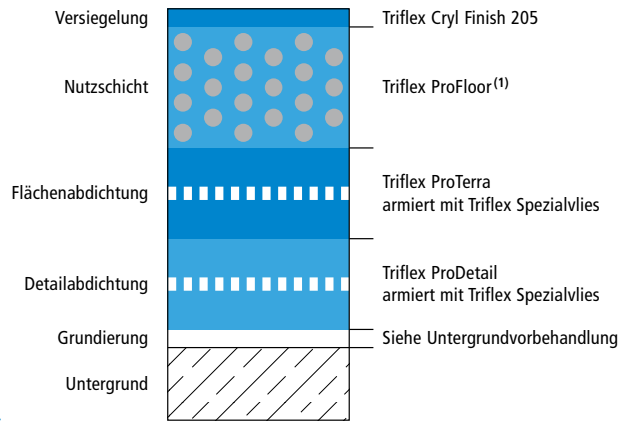 Versiegelung Triflex Cryl Finish 205
Nutzschicht Triflex ProFloor(1)
Flächenabdichtung Triflex ProTerra
armiert mit Triflex Spezialvlies
Detailabdichtung Triflex ProDetail
armiert mit Triflex Spezialvlies
Grundierung Siehe Untergrundvorbehandlung
Untergrund